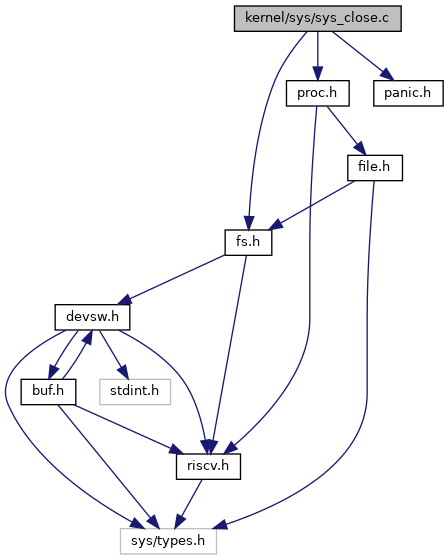 kernel/sys/sys_close.c
proc.h
panic.h
file.h
fs.h
devsw.h
buf.h
stdint.h
riscv.h
sys/types.h